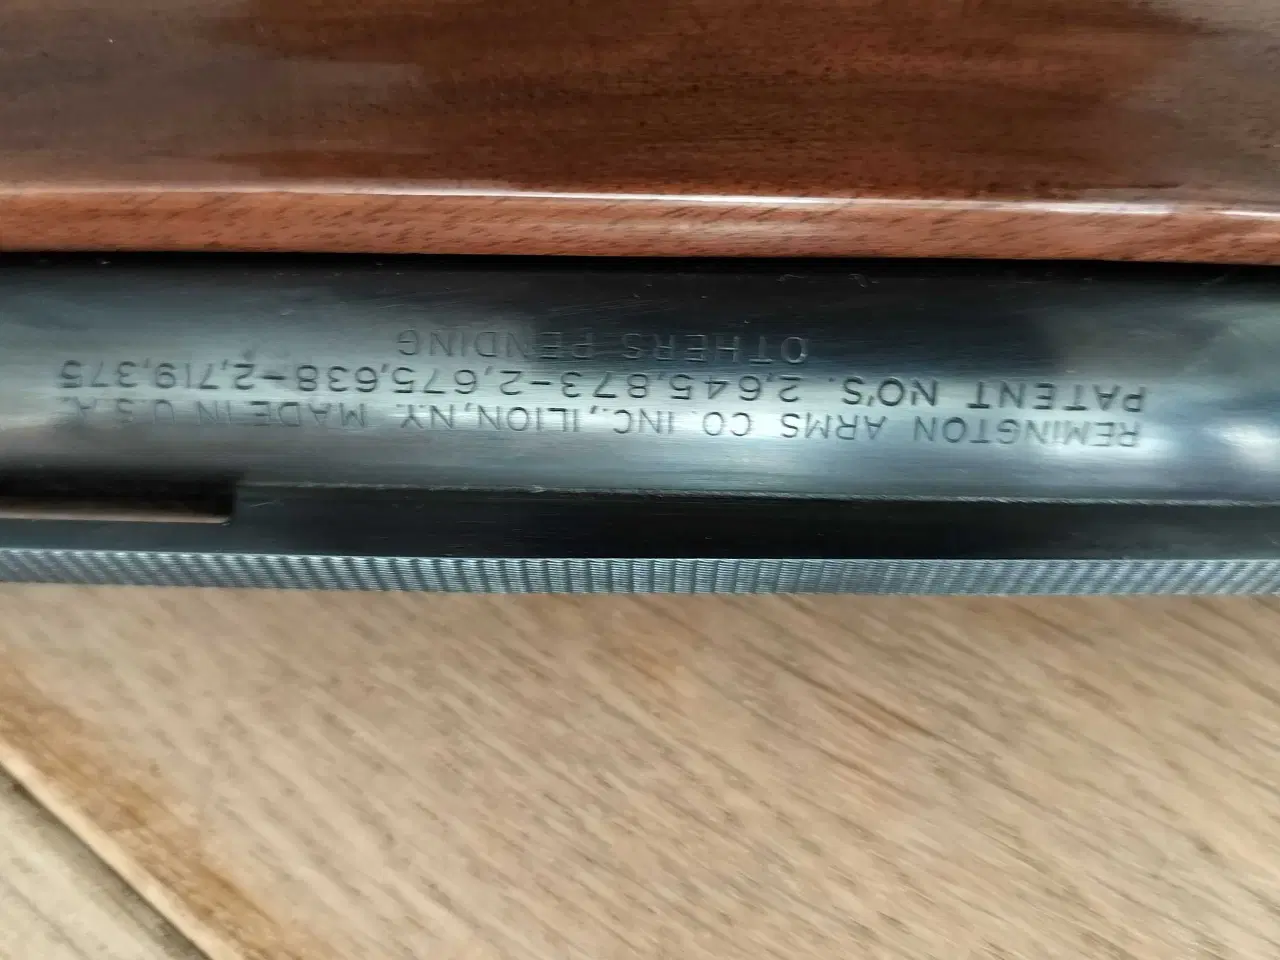 REMINGTON ARMS CO. INC., ILION, N.Y. MADE IN U.S.A.
PATENT NO'S. 2,645,873–2,675,638–2,719,375
OTHERS PENDING